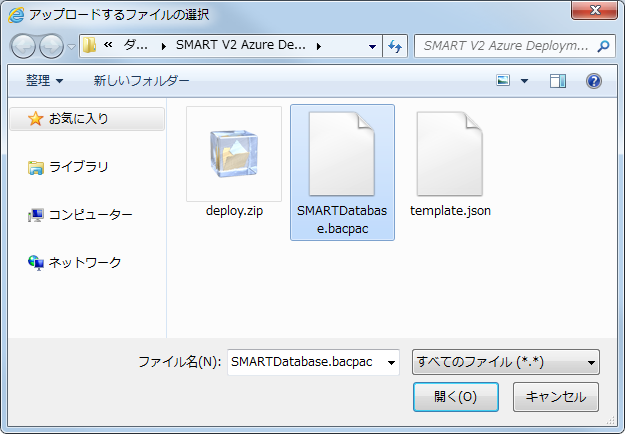 アップロードするファイルの選択
« ダ... ▸ SMART V2 Azure De... ▸
SMART V2 Azure Deploym...
整理 ▼ 新しいフォルダー
お気に入り
ライブラリ
コンピューター
ネットワーク
deploy.zip
SMARTDatabas
e.bacpac
template.json
ファイル名(N): SMARTDatabase.bacpac
すべてのファイル (*.*)
開く(O) キャンセル